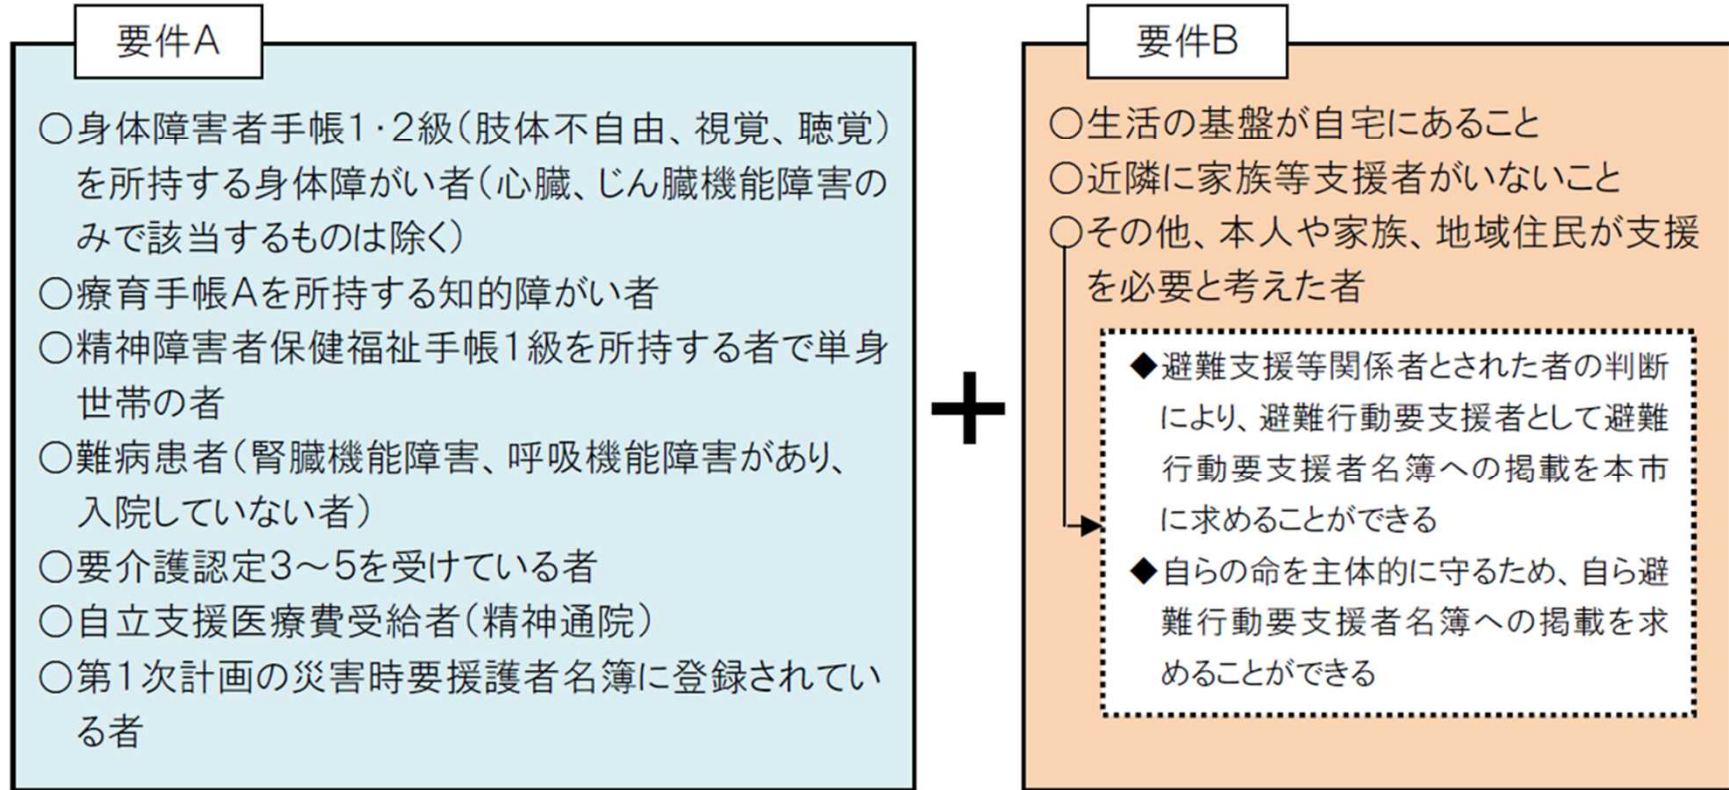 要件A
○身体障害者手帳1・2級(肢体不自由、視覚、聴覚)
を所持する身体障がい者(心臓、じん臓機能障害の
みで該当するものは除く)
○療育手帳Aを所持する知的障がい者
○精神障害者保健福祉手帳1級を所持する者で単身
世帯の者
○難病患者(腎臓機能障害、呼吸機能障害があり、
入院していない者)
○要介護認定3~5を受けている者
○自立支援医療費受給者(精神通院)
○第1次計画の災害時要援護者名簿に登録されてい
る者
+
要件B
○生活の基盤が自宅にあること
○近隣に家族等支援者がいないこと
○その他、本人や家族、地域住民が支援
を必要と考えた者
◆避難支援等関係者とされた者の判断
により、避難行動要支援者として避難
行動要支援者名簿への掲載を本市
に求めることができる
◆自らの命を主体的に守るため、自ら避
難行動要支援者名簿への掲載を求
めることができる